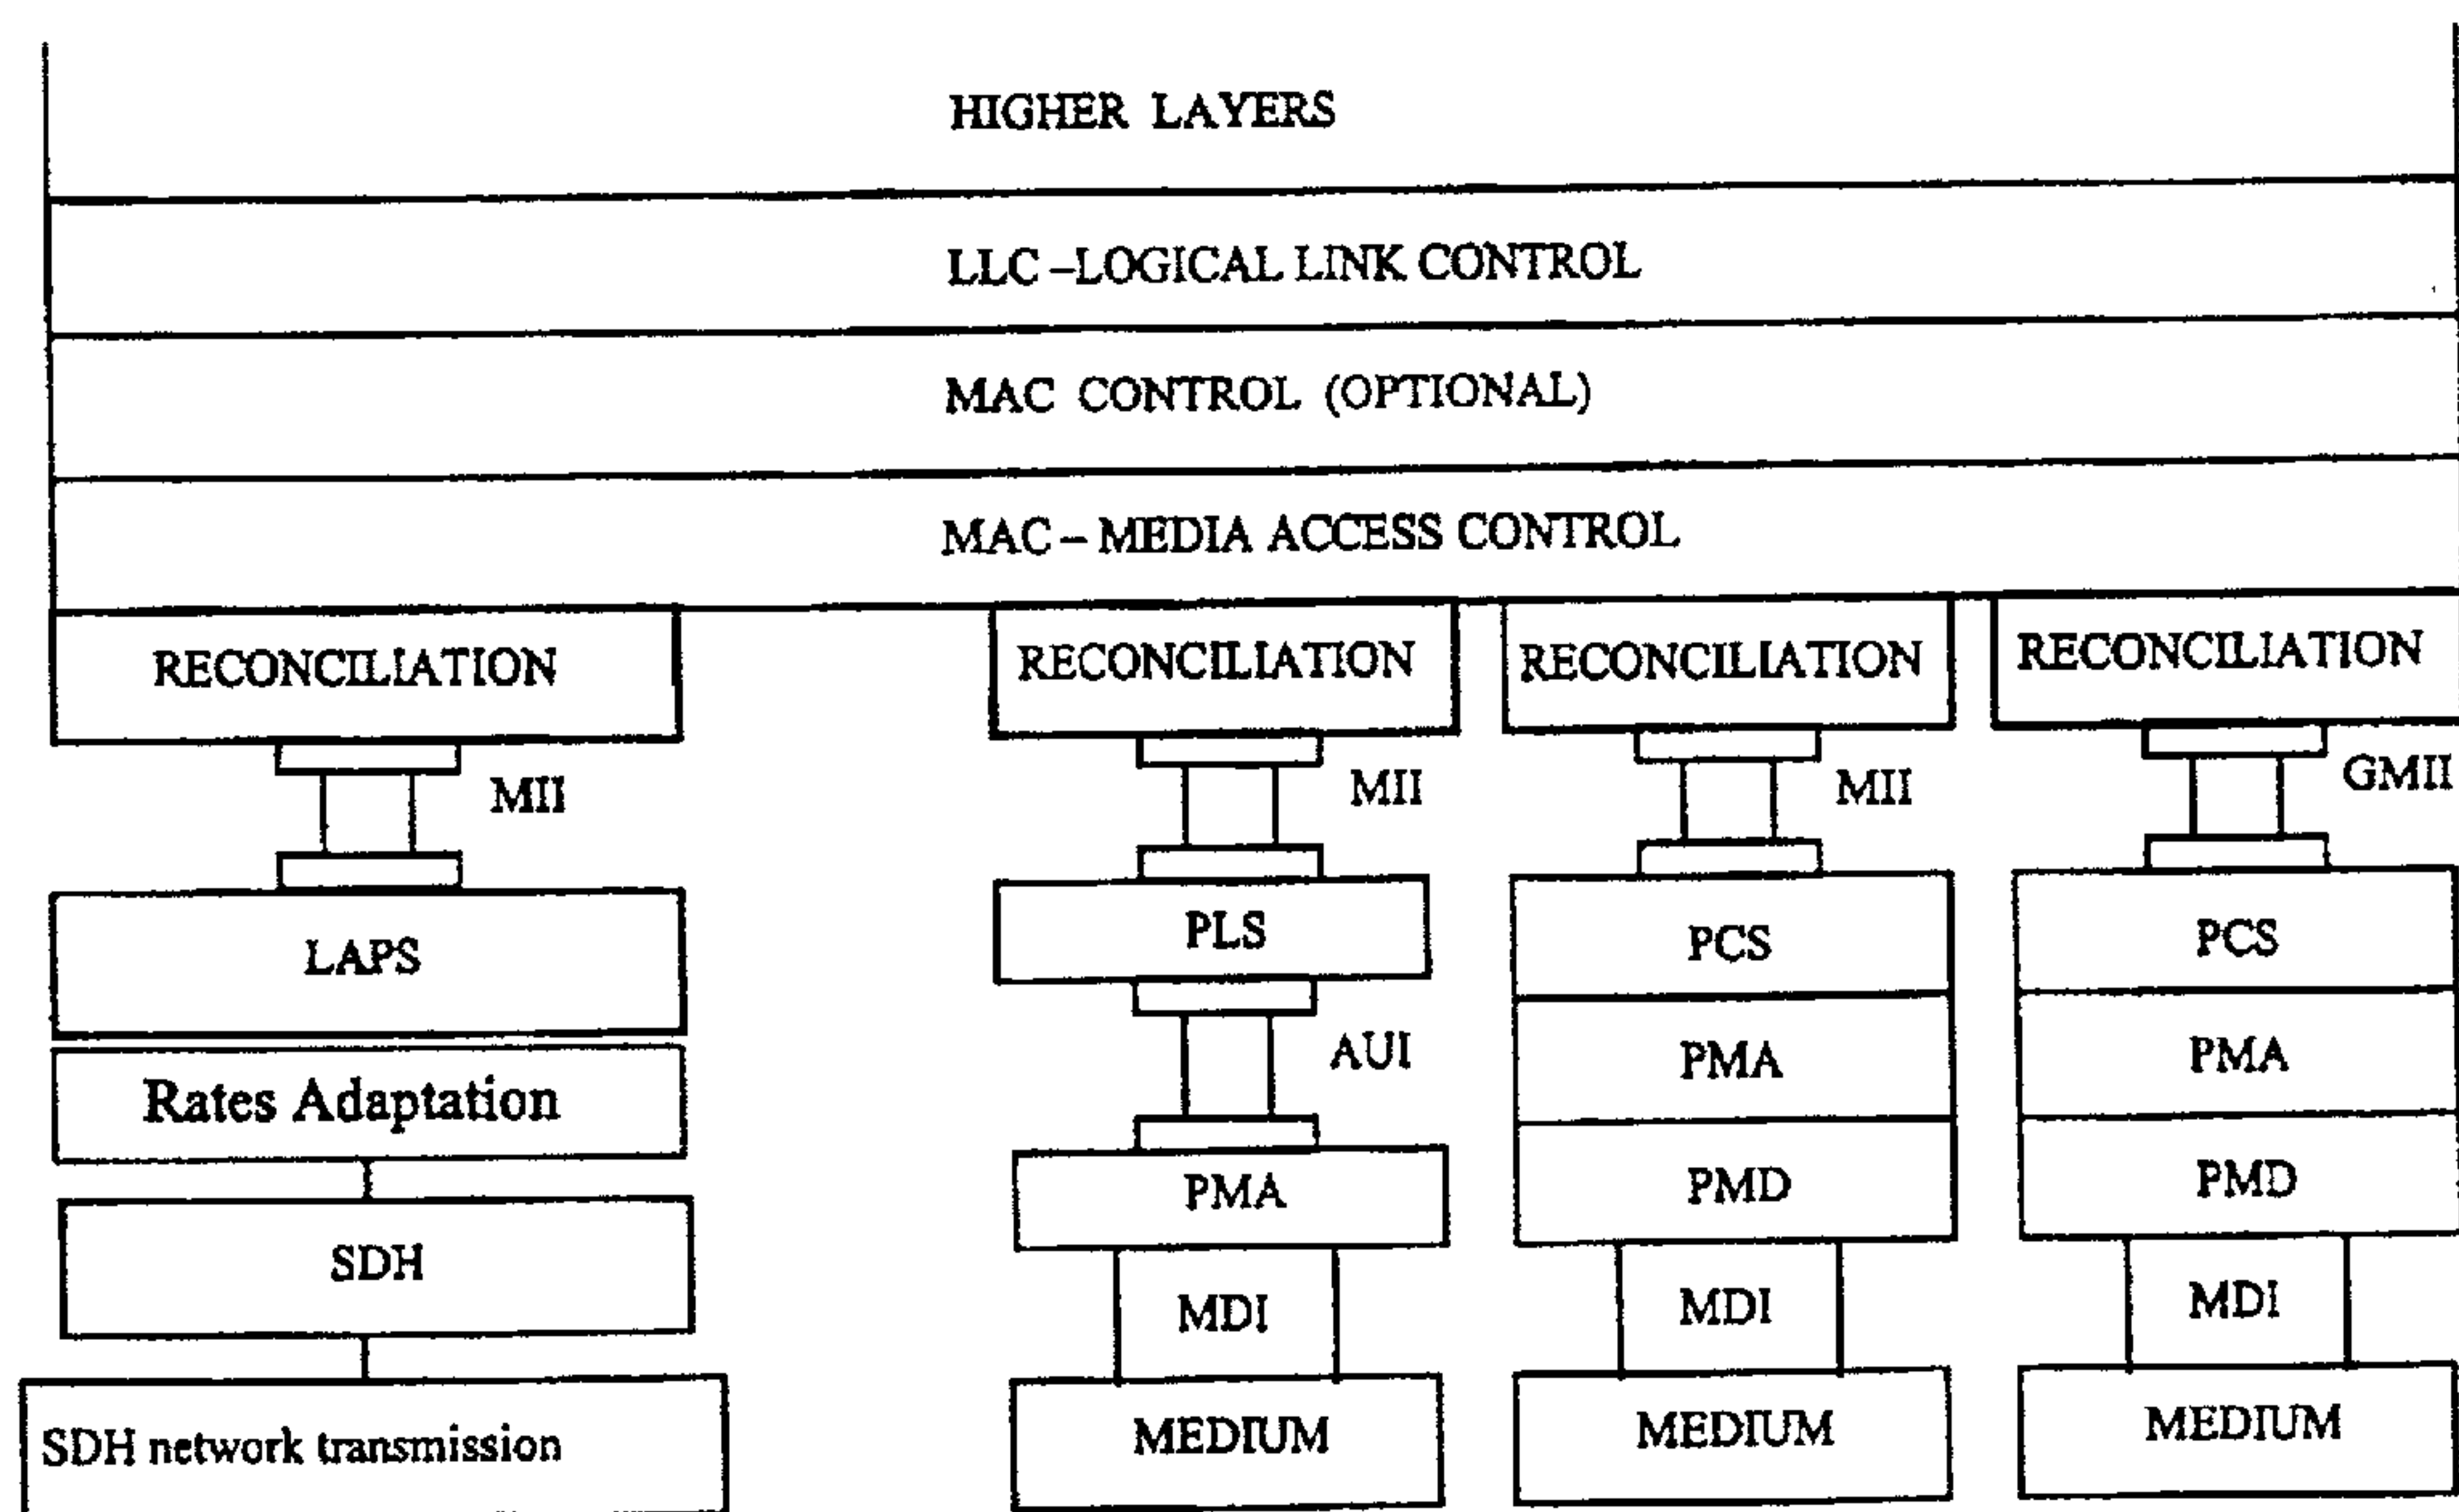 HIGHER LAYERS
LLC –LOGICAL LINK CONTROL
MAC CONTROL (OPTIONAL)
MAC – MEDIA ACCESS CONTROL
RECONCILIATION
RECONCILIATION
RECONCILIATION
RECONCILIATION
MII
MII
MII
GMII
LAPS
PLS
PCS
PCS
Rates Adaptation
AUI
PMA
PMA
SDH
PMA
PMD
PMD
MDI
MDI
MDI
SDH network transmission
MEDIUM
MEDIUM
MEDIUM